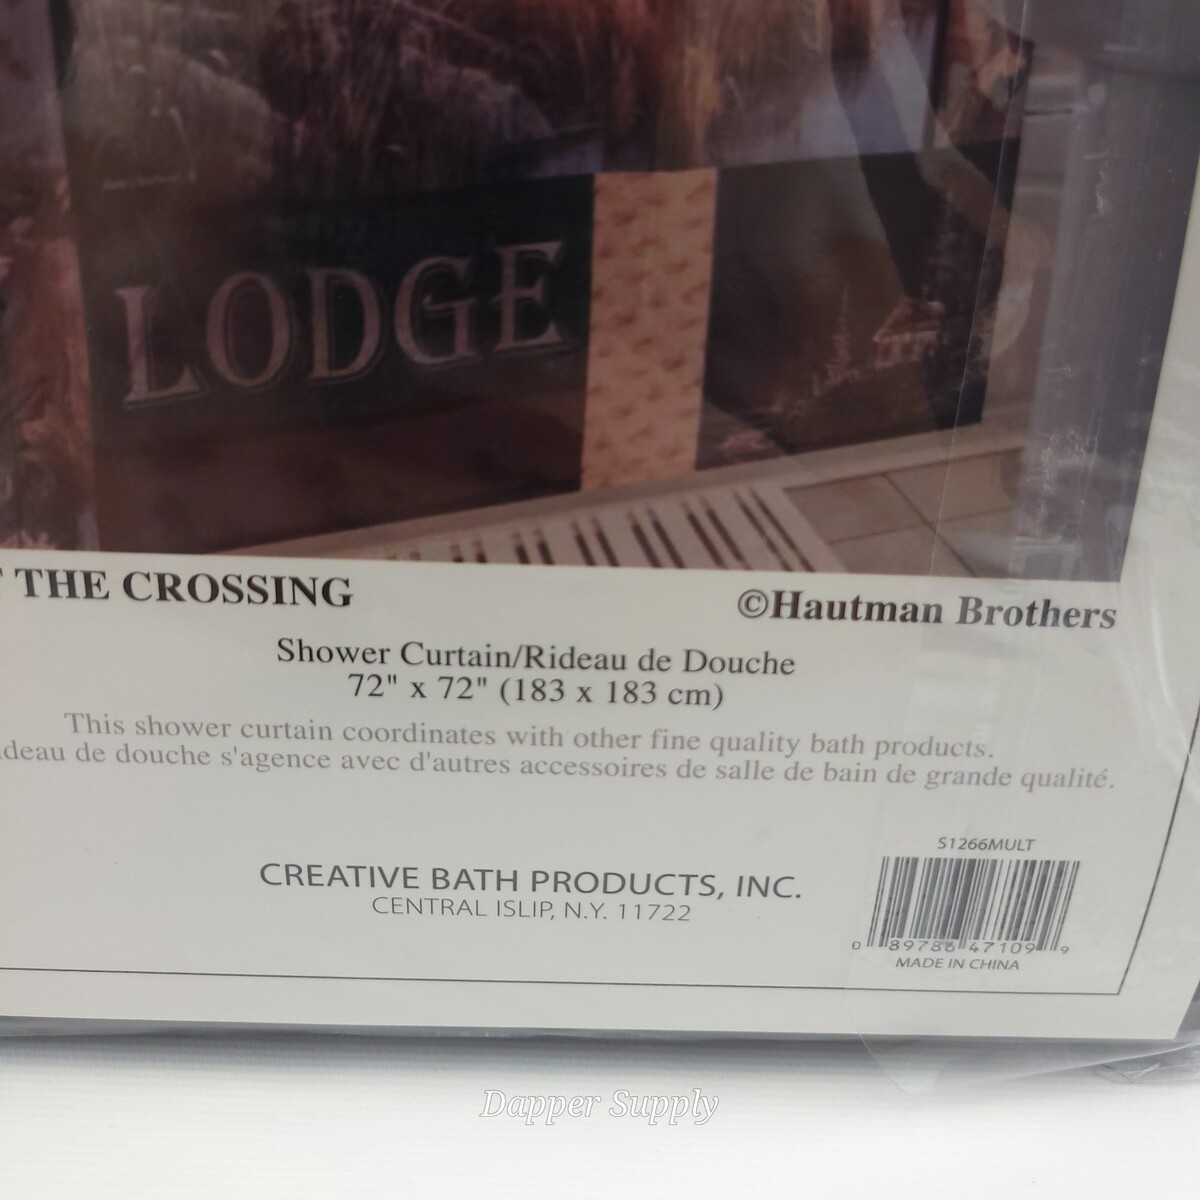 LODGE
THE CROSSING
©Hautman Brothers
Shower Curtain/Rideau de Douche
72" x 72" (183 x 183 cm)
This shower curtain coordinates with other fine quality bath products.
ideau de douche s'agence avec d'autres accessoires de salle de bain de grande qualité.
CREATIVE BATH PRODUCTS, INC.
CENTRAL ISLIP, N.Y. 11722
S1266MULT
0 89786 47109 9
MADE IN CHINA
Dapper Supply